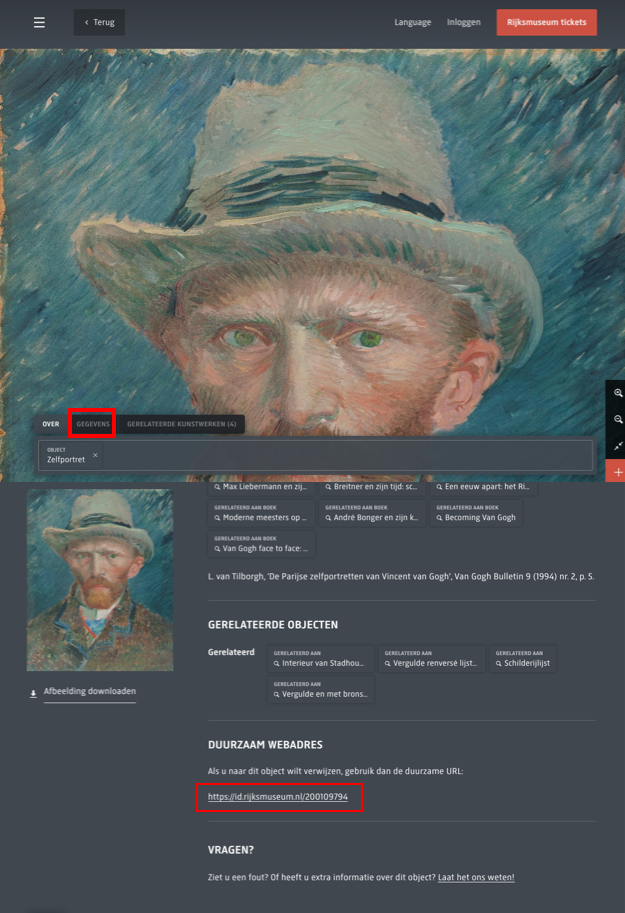 Terug
Language
Inloggen
Rijksmuseum tickets
OVER
GEGEVENS
GERELATEERDE KUNSTWERKEN (4)
OBJECT
Zelfportret
Max Liebermann en zij...
Breitner en zijn tijd: sc...
Een eeuw apart: het Ri...
GERELATEERD AAN BOEK
Moderne meesters op ...
GERELATEERD AAN BOEK
André Bonger en zijn k...
GERELATEERD AAN BOEK
Becoming Van Gogh
GERELATEERD AAN BOEK
Van Gogh face to face: ...
L. van Tilborgh, 'De Parijse zelfportretten van Vincent van Gogh', Van Gogh Bulletin 9 (1994) nr. 2, p. 5.
GERELATEERDE OBJECTEN
Gerelateerd
GERELATEERD AAN
Interieur van Stadhou...
GERELATEERD AAN
Vergulde renversé lijst...
GERELATEERD AAN
Schilderijlijst
GERELATEERD AAN
Vergulde en met brons...
Afbeelding downloaden
DUURZAAM WEBADRES
Als u naar dit object wilt verwijzen, gebruik dan de duurzame URL:
https://id.rijksmuseum.nl/200109794
VRAGEN?
Ziet u een fout? Of heeft u extra informatie over dit object? Laat het ons weten!